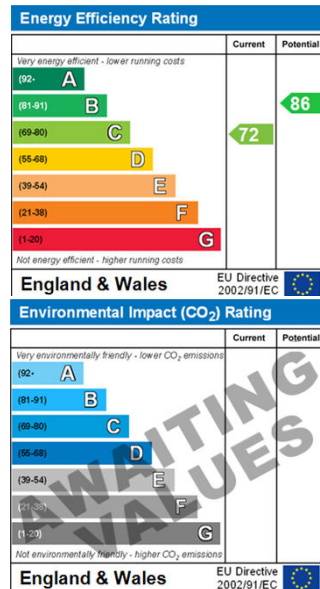 Energy Efficiency Rating
Current Potential
Very energy efficient - lower running costs
(92- A
(81-91) B 86
(69-80) C 72
(55-68) D
(39-54) E
(21-38) F
(1-20) G
Not energy efficient - higher running costs
England & Wales EU Directive 2002/91/EC
Environmental Impact (CO₂) Rating
Current Potential
Very environmentally friendly - lower CO₂ emissions
(92- A
(81-91) B
(69-80) C
(55-68) D
(39-54) E
(21-38) F
(1-20) G
Not environmentally friendly - higher CO₂ emissions
AWAITING
VALUES
England & Wales EU Directive 2002/91/EC